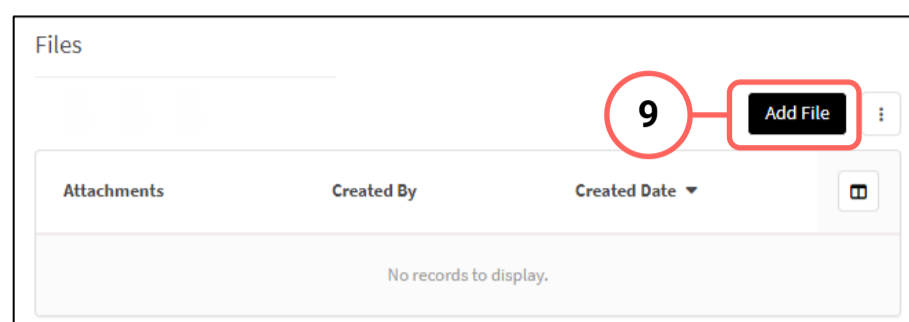 Files
9
Add File
Attachments Created By Created Date
No records to display.